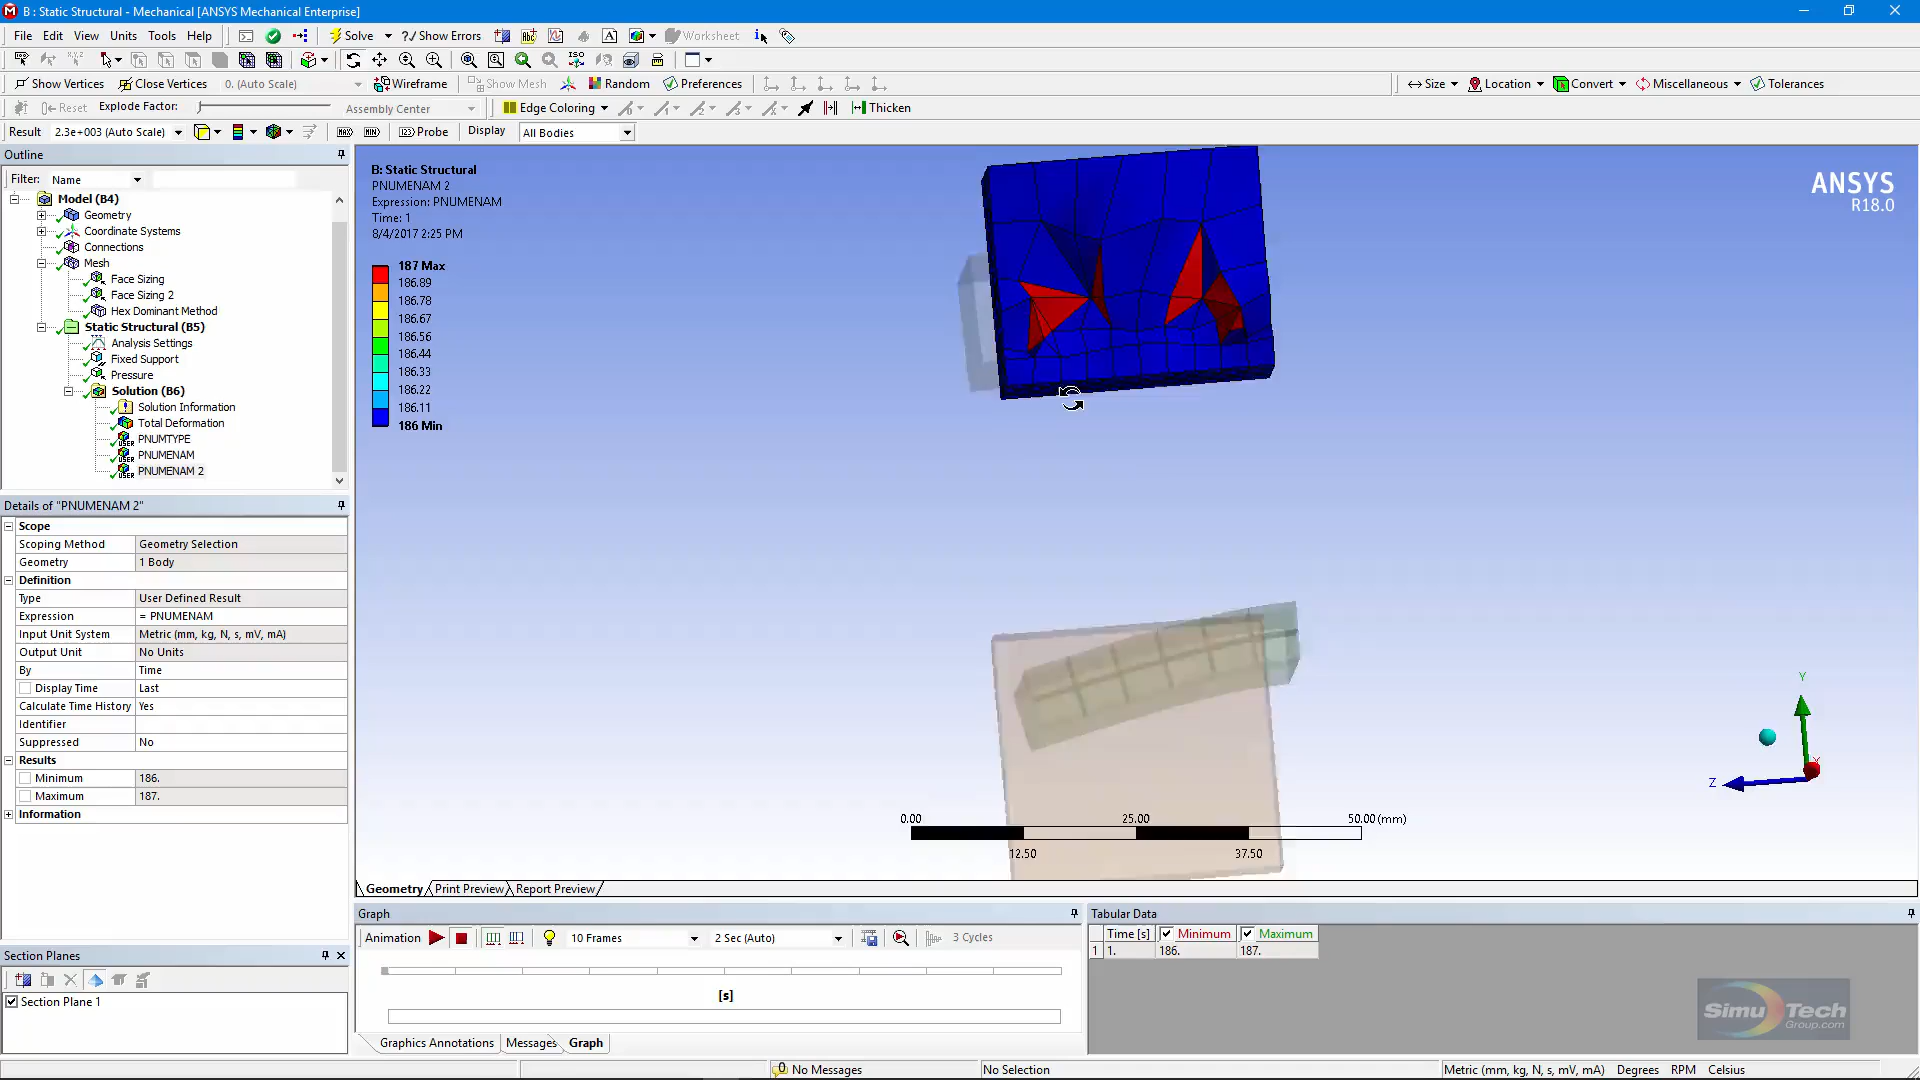 B : Static Structural - Mechanical [ANSYS Mechanical Enterprise]
File Edit View Units Tools Help Solve ?/ Show Errors Worksheet
Show Vertices Close Vertices 0. (Auto Scale) Wireframe Show Mesh Random Preferences Size Location Convert Miscellaneous Tolerances
Reset Explode Factor: Assembly Center Edge Coloring Thicken
Result 2.3e+003 (Auto Scale) MAX MIN 123 Probe Display All Bodies
Outline
Filter: Name
Model (B4)
Geometry
Coordinate Systems
Connections
Mesh
Face Sizing
Face Sizing 2
Hex Dominant Method
Static Structural (B5)
Analysis Settings
Fixed Support
Pressure
Solution (B6)
Solution Information
Total Deformation
PNUMTYPE
PNUMENAM
PNUMENAM 2
Details of "PNUMENAM 2"
Scope
Scoping Method Geometry Selection
Geometry 1 Body
Definition
Type User Defined Result
Expression = PNUMENAM
Input Unit System Metric (mm, kg, N, s, mV, mA)
Output Unit No Units
By Time
Display Time Last
Calculate Time History Yes
Identifier
Suppressed No
Results
Minimum 186.
Maximum 187.
Information
Section Planes
Section Plane 1
B: Static Structural
PNUMENAM 2
Expression: PNUMENAM
Time: 1
8/4/2017 2:25 PM
187 Max
186.89
186.78
186.67
186.56
186.44
186.33
186.22
186.11
186 Min
ANSYS
R18.0
Y
Z
X
0.00 25.00 50.00 (mm)
12.50 37.50
Geometry Print Preview Report Preview
Graph
Animation 10 Frames 2 Sec (Auto) 3 Cycles
[s]
Graphics Annotations Messages Graph
Tabular Data
Time [s] Minimum Maximum
1 1. 186. 187.
SimuTech
Group.com
0 No Messages No Selection Metric (mm, kg, N, s, mV, mA) Degrees RPM Celsius